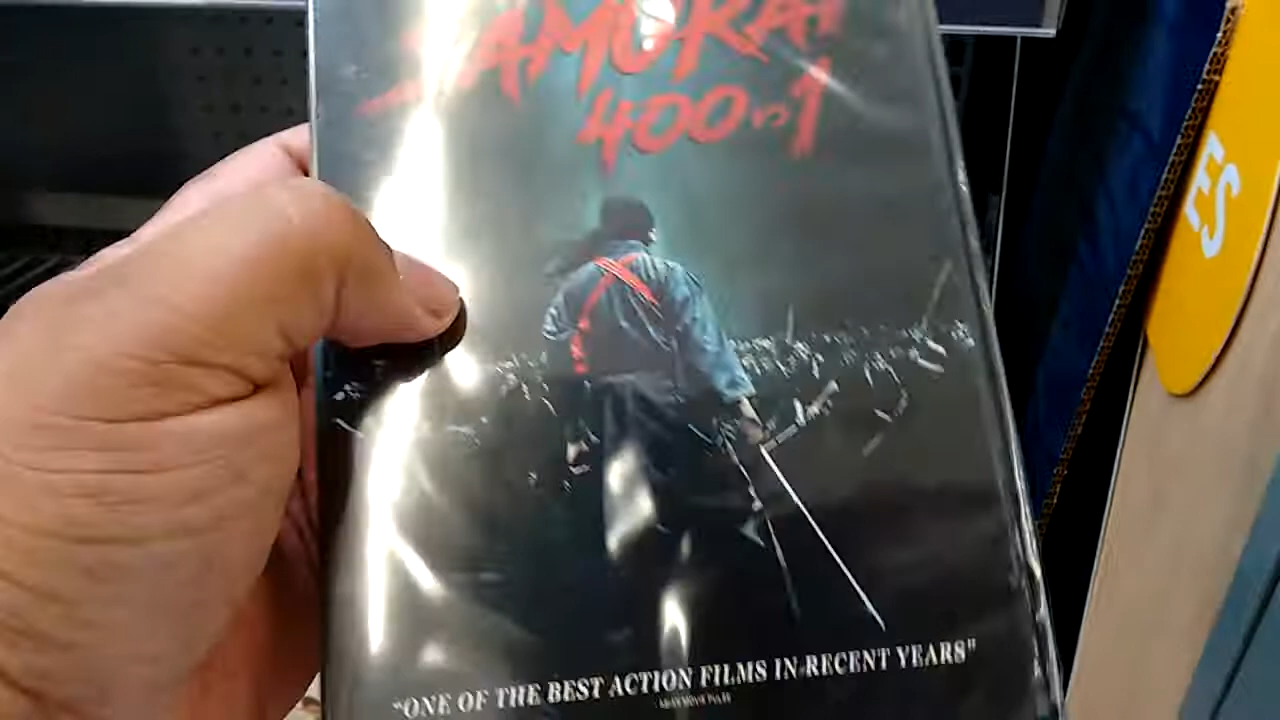 SAMURAI
400 vs 1
"ONE OF THE BEST ACTION FILMS IN RECENT YEARS"
ES